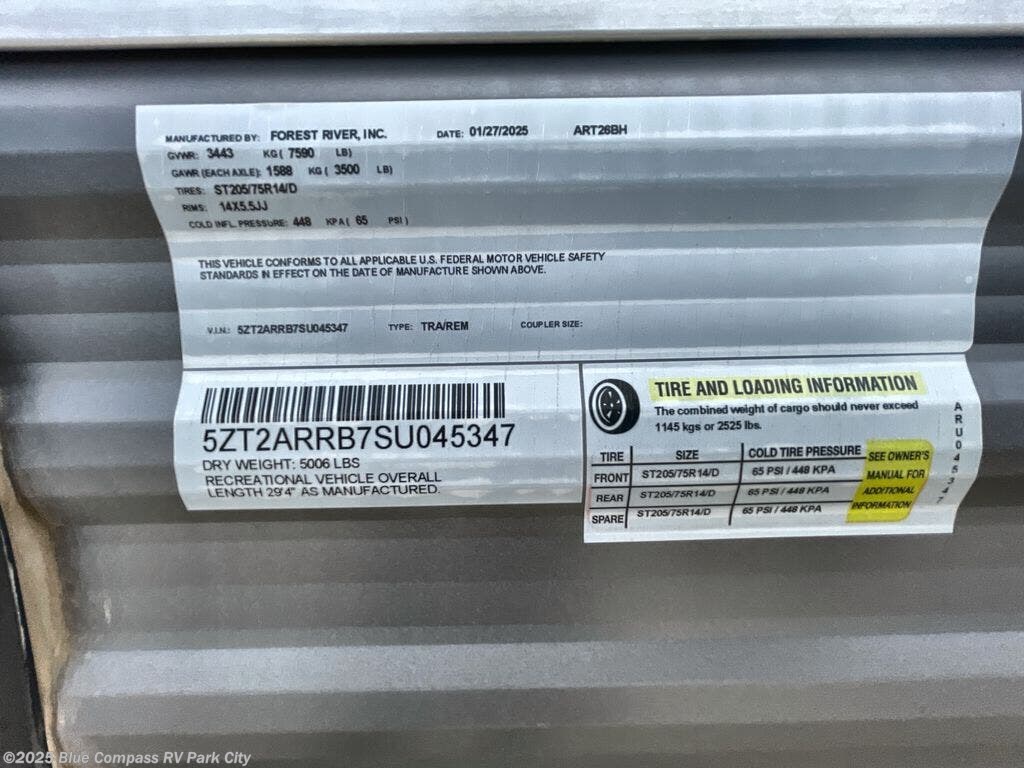 MANUFACTURED BY: FOREST RIVER, INC. DATE: 01/27/2025 ART26BH
GVWR: 3443 KG ( 7590 LB)
GAWR (EACH AXLE): 1588 KG ( 3500 LB)
TIRES: ST205/75R14/D
RIMS: 14X5.5JJ
COLD INFL. PRESSURE: 448 KPA ( 65 PSI )
THIS VEHICLE CONFORMS TO ALL APPLICABLE U.S. FEDERAL MOTOR VEHICLE SAFETY
STANDARDS IN EFFECT ON THE DATE OF MANUFACTURE SHOWN ABOVE.
V.I.N.: 5ZT2ARRB7SU045347 TYPE: TRA/REM COUPLER SIZE:
5ZT2ARRB7SU045347
DRY WEIGHT: 5006 LBS
RECREATIONAL VEHICLE OVERALL
LENGTH 29'4" AS MANUFACTURED.
TIRE AND LOADING INFORMATION
The combined weight of cargo should never exceed
1145 kgs or 2525 lbs.
TIRE SIZE COLD TIRE PRESSURE
FRONT ST205/75R14/D 65 PSI / 448 KPA
REAR ST205/75R14/D 65 PSI / 448 KPA
SPARE ST205/75R14/D 65 PSI / 448 KPA
SEE OWNER'S
MANUAL FOR
ADDITIONAL
INFORMATION
ARU045347
©2025 Blue Compass RV Park City